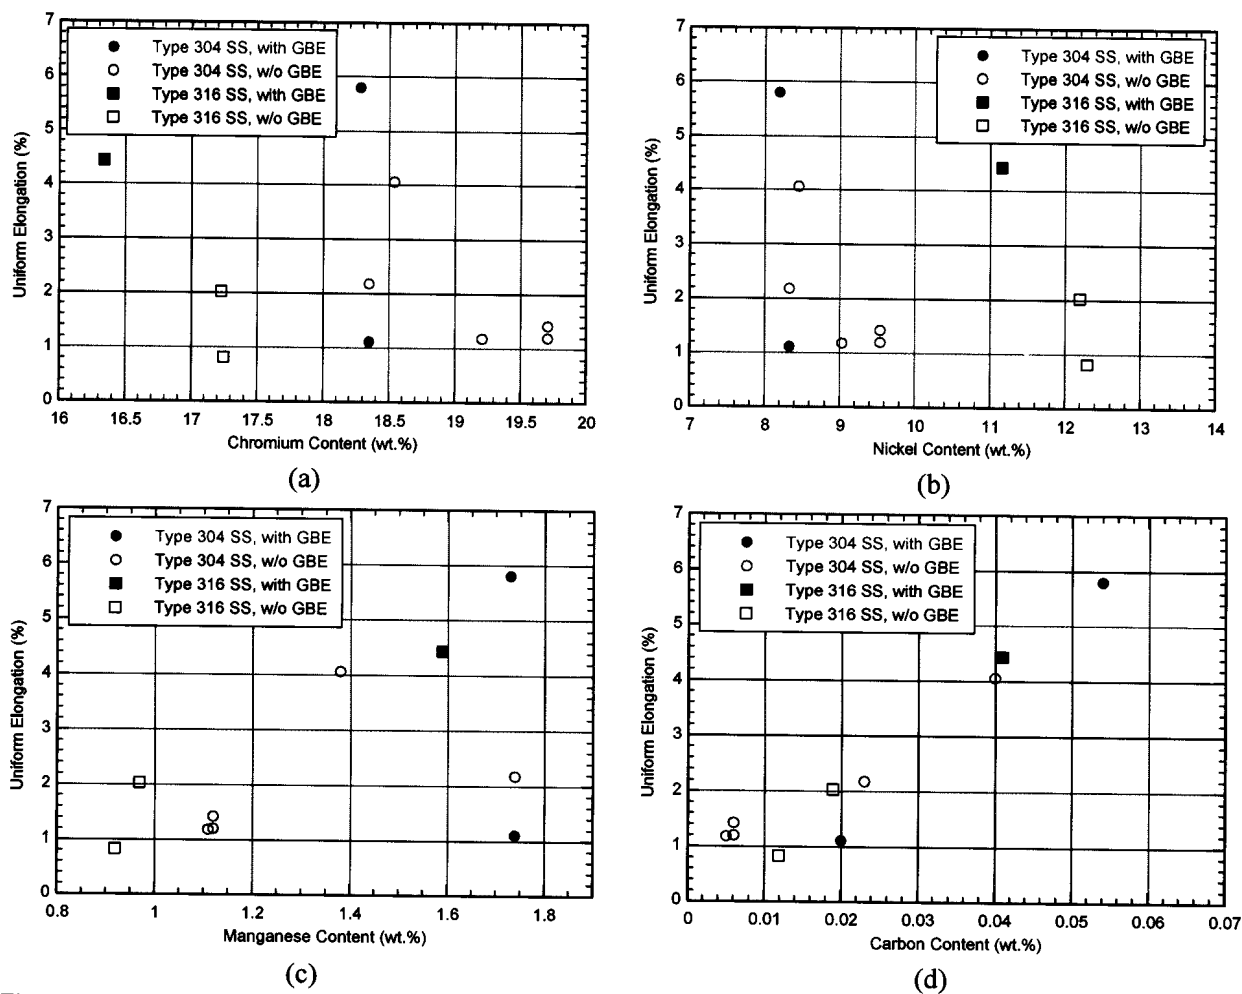 7
6
5
4
3
2
1
0
Uniform Elongation (%)
Type 304 SS, with GBE
Type 304 SS, w/o GBE
Type 316 SS, with GBE
Type 316 SS, w/o GBE
16 16.5 17 17.5 18 18.5 19 19.5 20
Chromium Content (wt.%)
(a)
7
6
5
4
3
2
1
0
Uniform Elongation (%)
Type 304 SS, with GBE
Type 304 SS, w/o GBE
Type 316 SS, with GBE
Type 316 SS, w/o GBE
7 8 9 10 11 12 13 14
Nickel Content (wt.%)
(b)
7
6
5
4
3
2
1
0
Uniform Elongation (%)
Type 304 SS, with GBE
Type 304 SS, w/o GBE
Type 316 SS, with GBE
Type 316 SS, w/o GBE
0.8 1 1.2 1.4 1.6 1.8
Manganese Content (wt.%)
(c)
7
6
5
4
3
2
1
0
Uniform Elongation (%)
Type 304 SS, with GBE
Type 304 SS, w/o GBE
Type 316 SS, with GBE
Type 316 SS, w/o GBE
0 0.01 0.02 0.03 0.04 0.05 0.06 0.07
Carbon Content (wt.%)
(d)